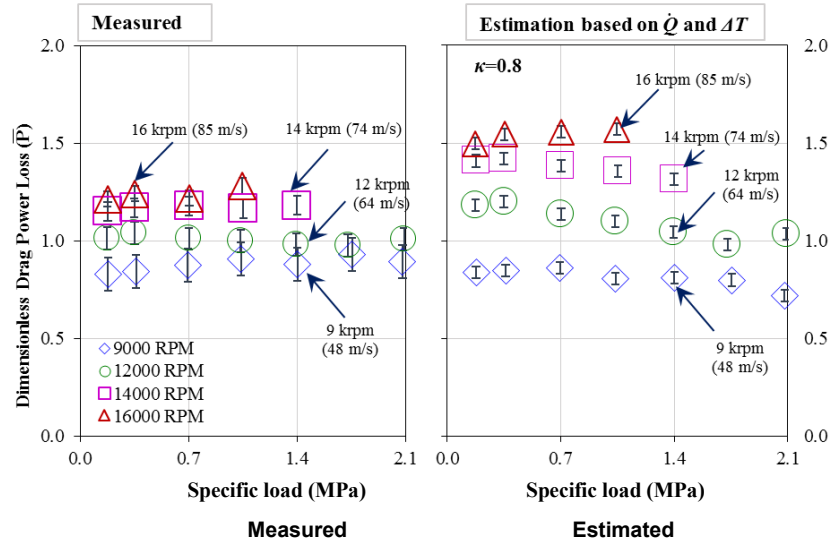 Measured
Estimation based on Q̇ and ΔT
Dimensionless Drag Power Loss (P̅)
2.0
1.5
1.0
0.5
0.0
16 krpm (85 m/s)
14 krpm (74 m/s)
12 krpm
(64 m/s)
9 krpm
(48 m/s)
9000 RPM
12000 RPM
14000 RPM
16000 RPM
0.0
0.7
1.4
2.1
Specific load (MPa)
Measured
κ=0.8
16 krpm (85 m/s)
14 krpm (74 m/s)
12 krpm
(64 m/s)
9 krpm
(48 m/s)
2.0
1.5
1.0
0.5
0.0
0.0
0.7
1.4
2.1
Specific load (MPa)
Estimated